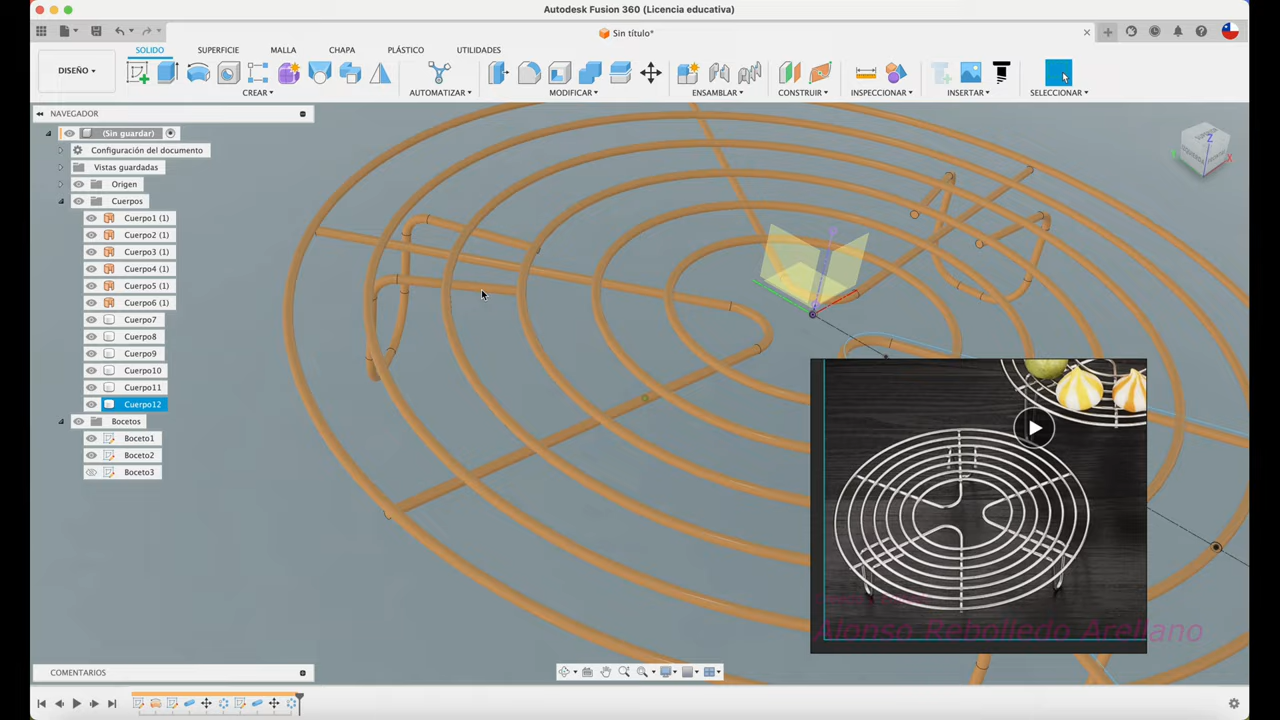 Autodesk Fusion 360 (Licencia educativa)
Sin título*
SOLIDO SUPERFICIE MALLA CHAPA PLÁSTICO UTILIDADES
DISEÑO
CREAR AUTOMATIZAR MODIFICAR ENSAMBLAR CONSTRUIR INSPECCIONAR INSERTAR SELECCIONAR
NAVEGADOR
(Sin guardar)
Configuración del documento
Vistas guardadas
Origen
Cuerpos
Cuerpo1 (1)
Cuerpo2 (1)
Cuerpo3 (1)
Cuerpo4 (1)
Cuerpo5 (1)
Cuerpo6 (1)
Cuerpo7
Cuerpo8
Cuerpo9
Cuerpo10
Cuerpo11
Cuerpo12
Bocetos
Boceto1
Boceto2
Boceto3
Z
X
Alonso Rebolledo Arellano
COMENTARIOS